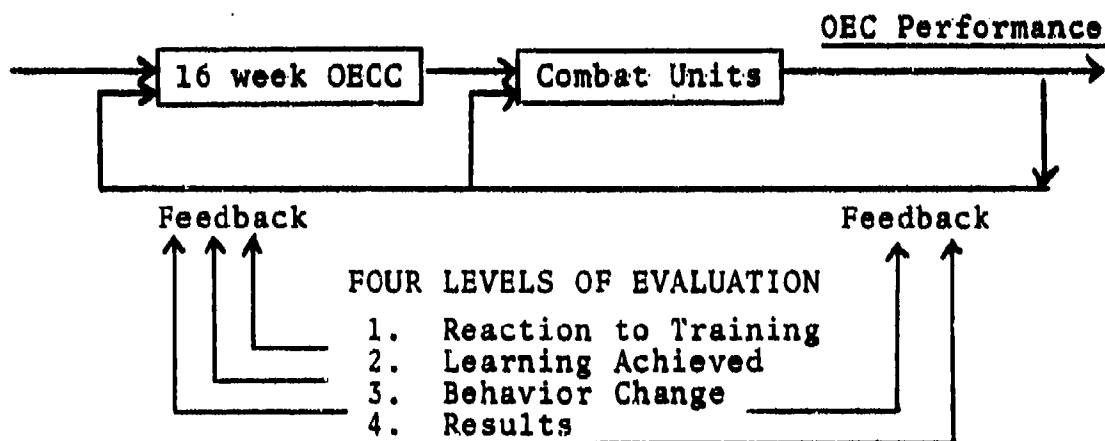 OEC Performance
16 week OECC
Combat Units
Feedback
Feedback
FOUR LEVELS OF EVALUATION
1. Reaction to Training
2. Learning Achieved
3. Behavior Change
4. Results